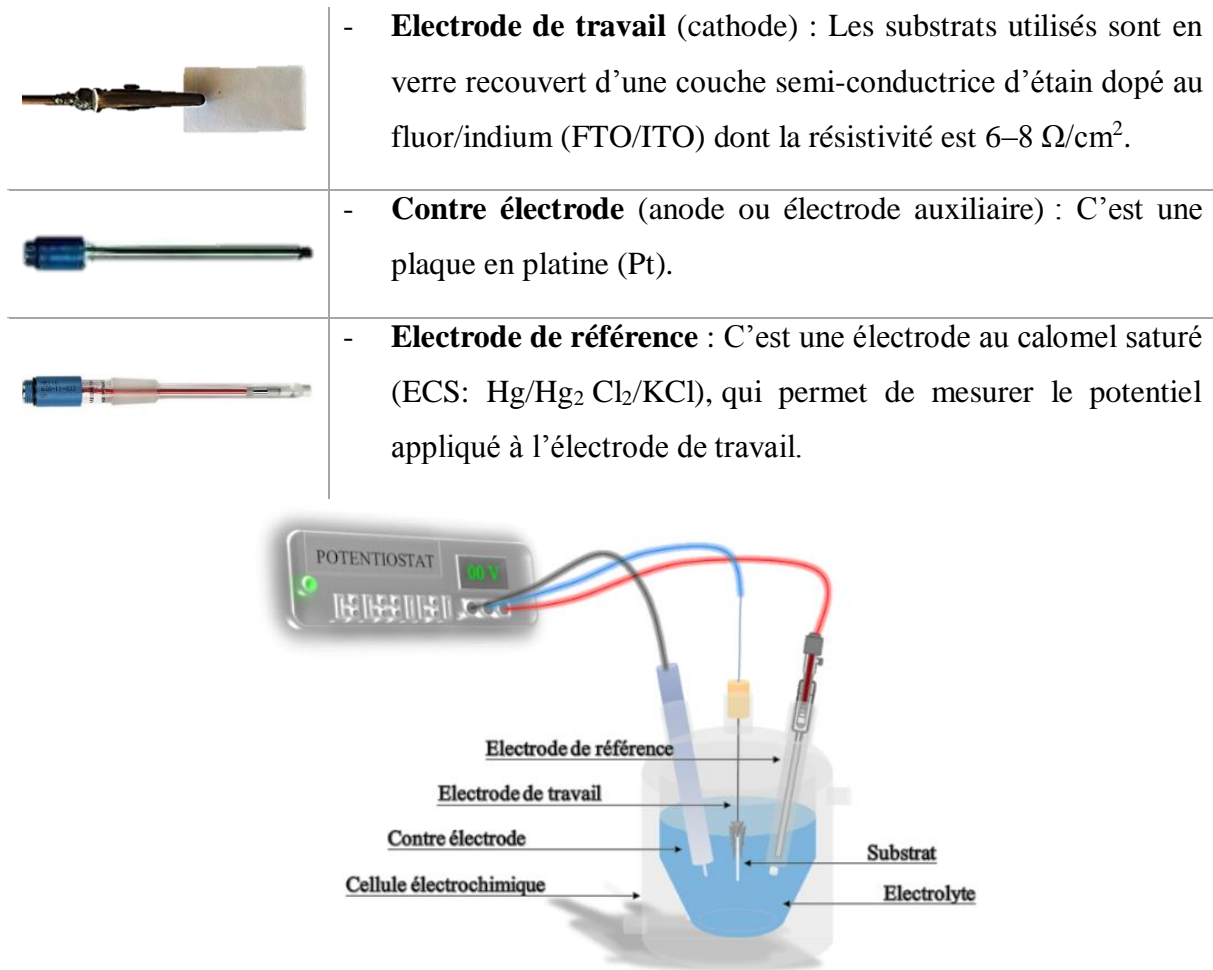 - Electrode de travail (cathode) : Les substrats utilisés sont en
verre recouvert d’une couche semi-conductrice d’étain dopé au
fluor/indium (FTO/ITO) dont la résistivité est 6–8 Ω/cm².
- Contre électrode (anode ou électrode auxiliaire) : C’est une
plaque en platine (Pt).
- Electrode de référence : C’est une électrode au calomel saturé
(ECS: Hg/Hg₂ Cl₂/KCl), qui permet de mesurer le potentiel
appliqué à l’électrode de travail.
POTENTIOSTAT
00 V
Electrode de référence
Electrode de travail
Contre électrode
Substrat
Cellule électrochimique
Electrolyte